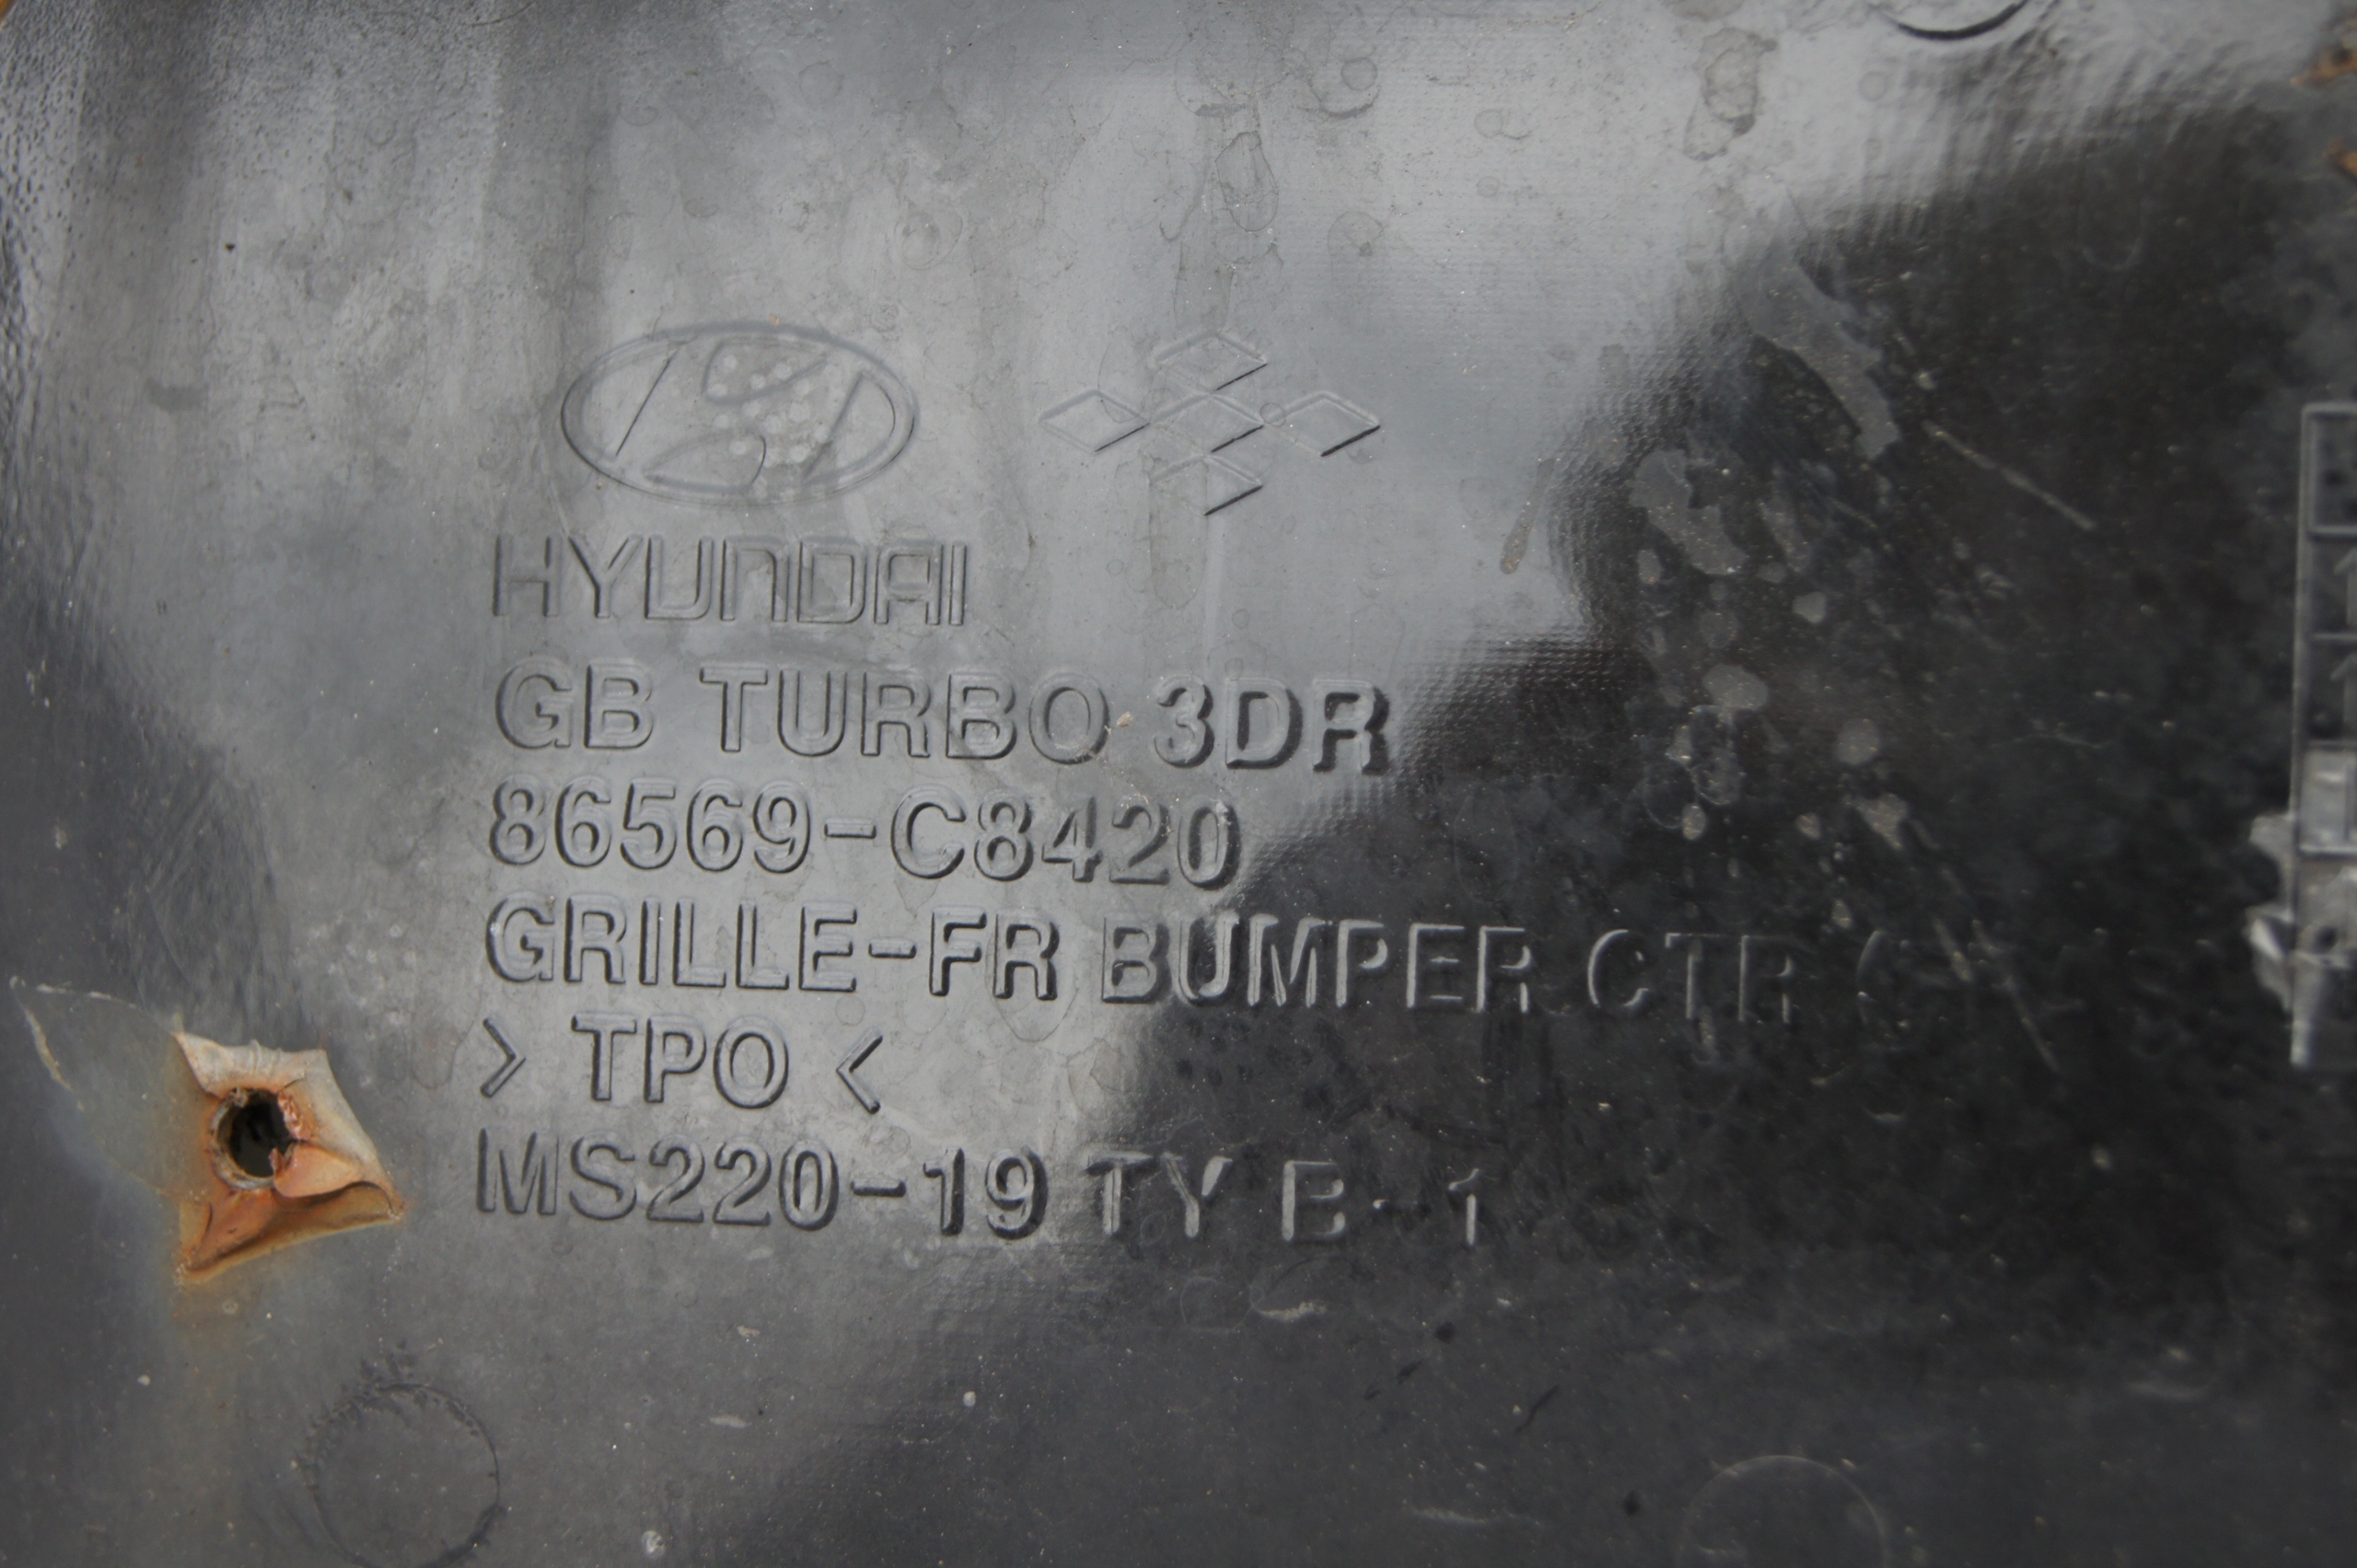 HYUNDAI
GB TURBO 3DR
86569-C8420
GRILLE-FR BUMPER CTR
> TPO <
MS220-19 TY B-1